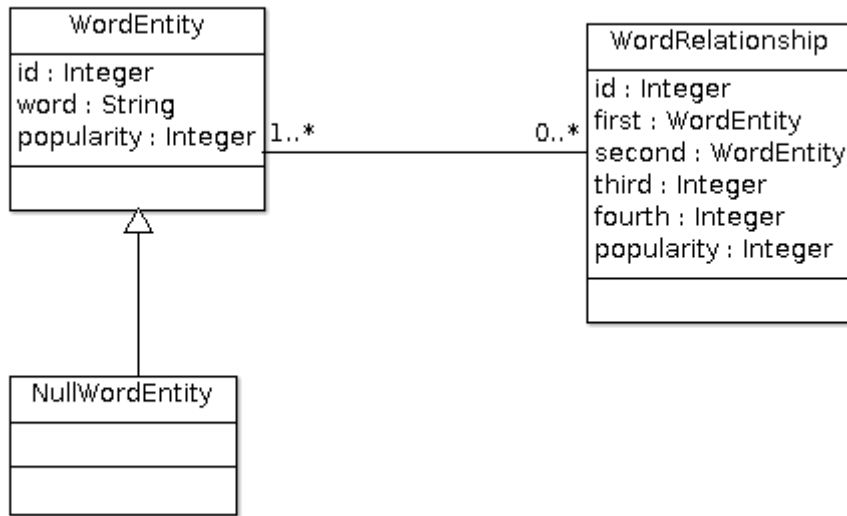 WordEntity
id : Integer
word : String
popularity : Integer
1..*
0..*
WordRelationship
id : Integer
first : WordEntity
second : WordEntity
third : Integer
fourth : Integer
popularity : Integer
NullWordEntity